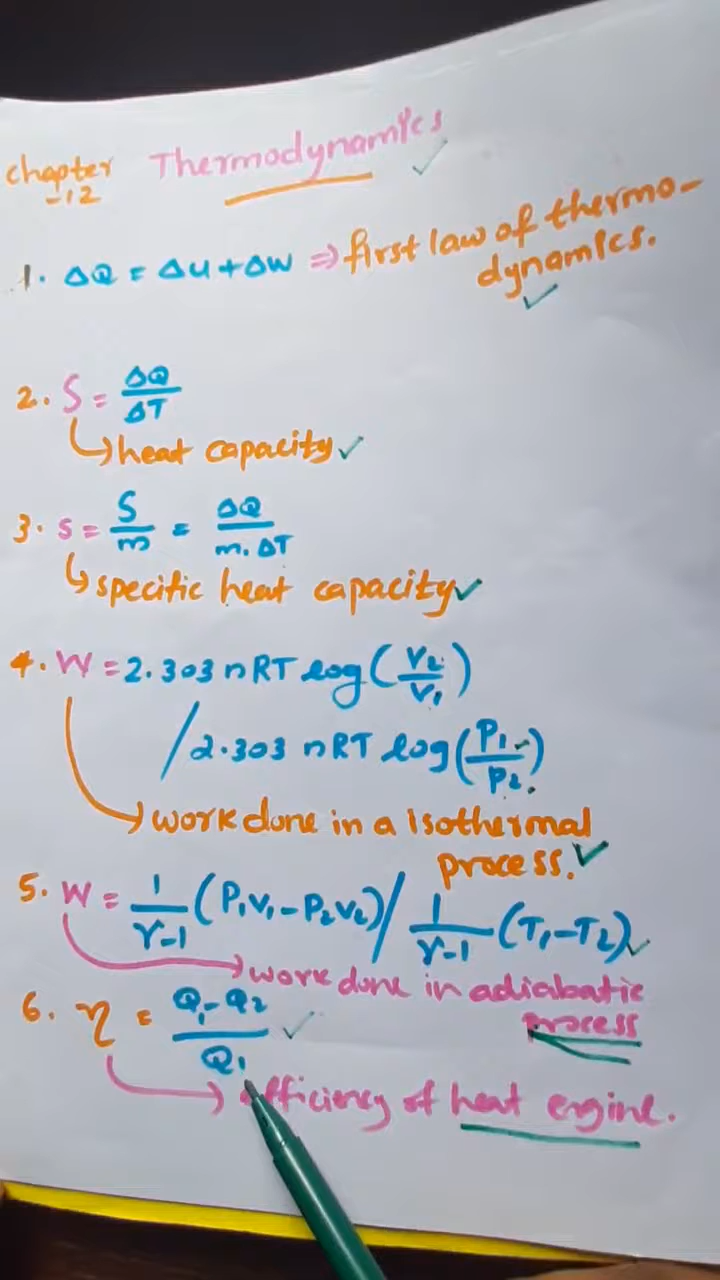 chapter Thermodynamics
-12
1. ΔQ = Δu + ΔW ⇒ first law of thermo-
dynamics.
2. S = ΔQ/ΔT
↳ heat capacity ✓
3. s = S/m = ΔQ/m.ΔT
↳ specific heat capacity ✓
4. W = 2.303 nRT log(V₂/V₁)
/ 2.303 nRT log(P₁/P₂)
→ work done in a isothermal
process. ✓
5. W = 1/γ-1 (P₁V₁ - P₂V₂) / 1/γ-1 (T₁ - T₂) ✓
→ work done in adiabatic
process
6. η = Q₁ - Q₂/Q₁ ✓
→ efficiency of heat engine.